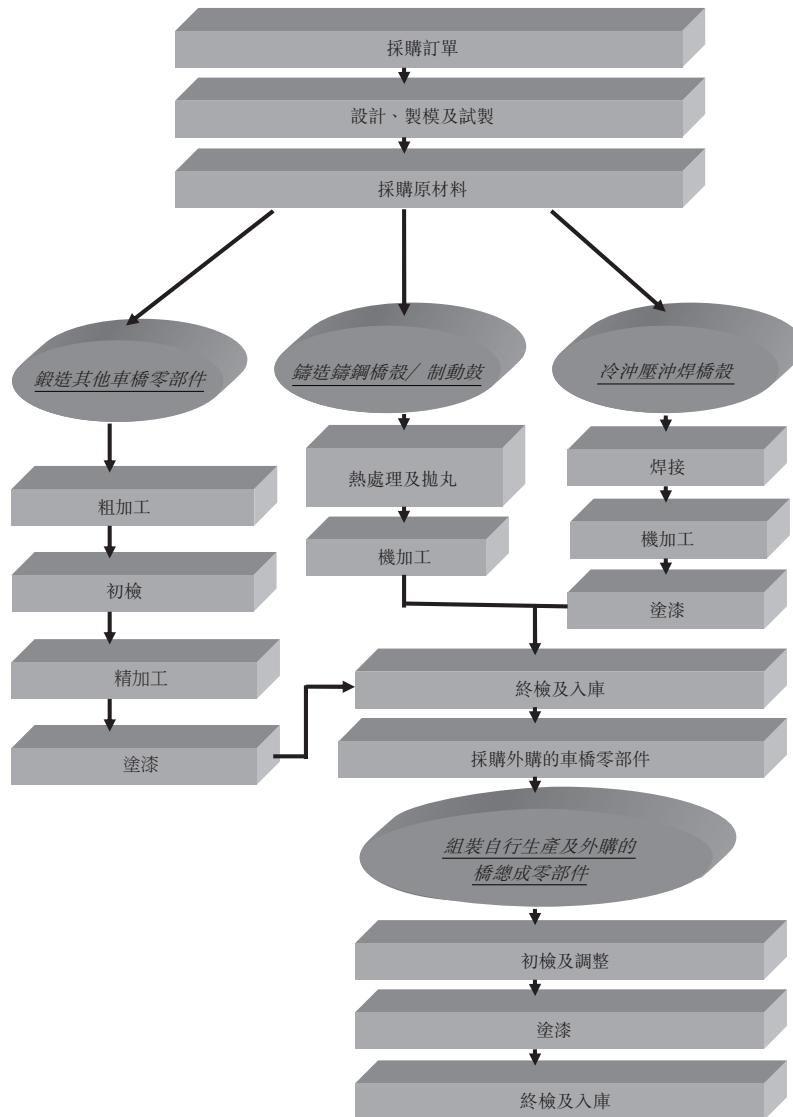 採購訂單
設計、製模及試製
採購原材料
鍛造其他車橋零部件
鑄造鑄鋼橋殼/ 制動鼓
冷沖壓沖焊橋殼
粗加工
初檢
精加工
塗漆
熱處理及拋丸
機加工
焊接
機加工
塗漆
終檢及入庫
採購外購的車橋零部件
組裝自行生產及外購的
橋總成零部件
初檢及調整
塗漆
終檢及入庫